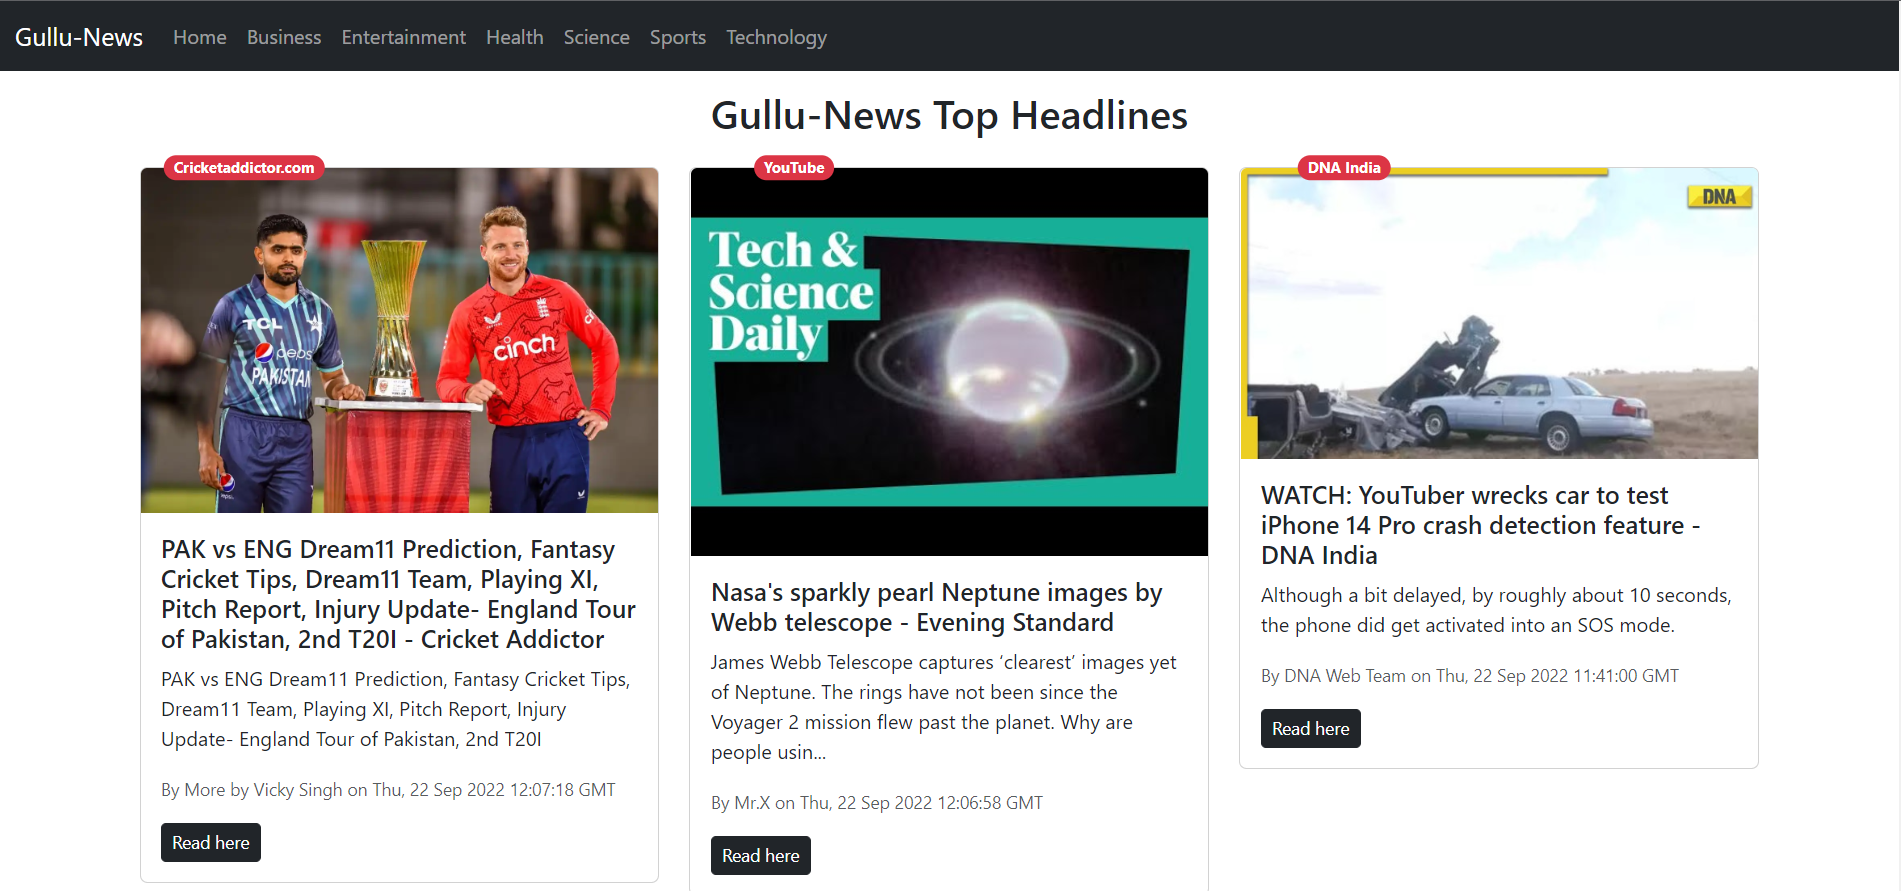 Gullu-News Home Business Entertainment Health Science Sports Technology
Gullu-News Top Headlines
Cricketaddictor.com
TCL
pepsi
PAKISTAN
pepsi
cinch
PAK vs ENG Dream11 Prediction, Fantasy
Cricket Tips, Dream11 Team, Playing XI,
Pitch Report, Injury Update- England Tour
of Pakistan, 2nd T20I - Cricket Addictor
PAK vs ENG Dream11 Prediction, Fantasy Cricket Tips,
Dream11 Team, Playing XI, Pitch Report, Injury
Update- England Tour of Pakistan, 2nd T20I
By More by Vicky Singh on Thu, 22 Sep 2022 12:07:18 GMT
Read here
YouTube
Tech &
Science
Daily
Nasa's sparkly pearl Neptune images by
Webb telescope - Evening Standard
James Webb Telescope captures ‘clearest’ images yet
of Neptune. The rings have not been since the
Voyager 2 mission flew past the planet. Why are
people usin...
By Mr.X on Thu, 22 Sep 2022 12:06:58 GMT
Read here
DNA India
DNA
WATCH: YouTuber wrecks car to test
iPhone 14 Pro crash detection feature -
DNA India
Although a bit delayed, by roughly about 10 seconds,
the phone did get activated into an SOS mode.
By DNA Web Team on Thu, 22 Sep 2022 11:41:00 GMT
Read here